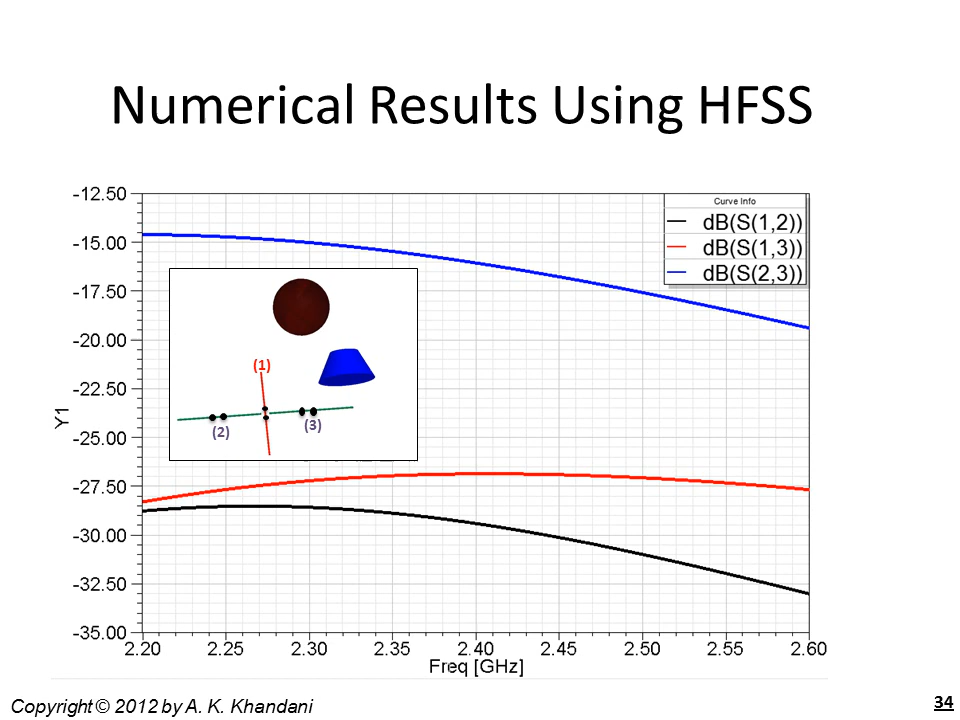 Numerical Results Using HFSS
-12.50
-15.00
-17.50
-20.00
-22.50
-25.00
-27.50
-30.00
-32.50
-35.00
Y1
Curve Info
dB(S(1,2))
dB(S(1,3))
dB(S(2,3))
(1)
(2)
(3)
2.20 2.25 2.30 2.35 2.40 2.45 2.50 2.55 2.60
Freq [GHz]
Copyright © 2012 by A. K. Khandani
34